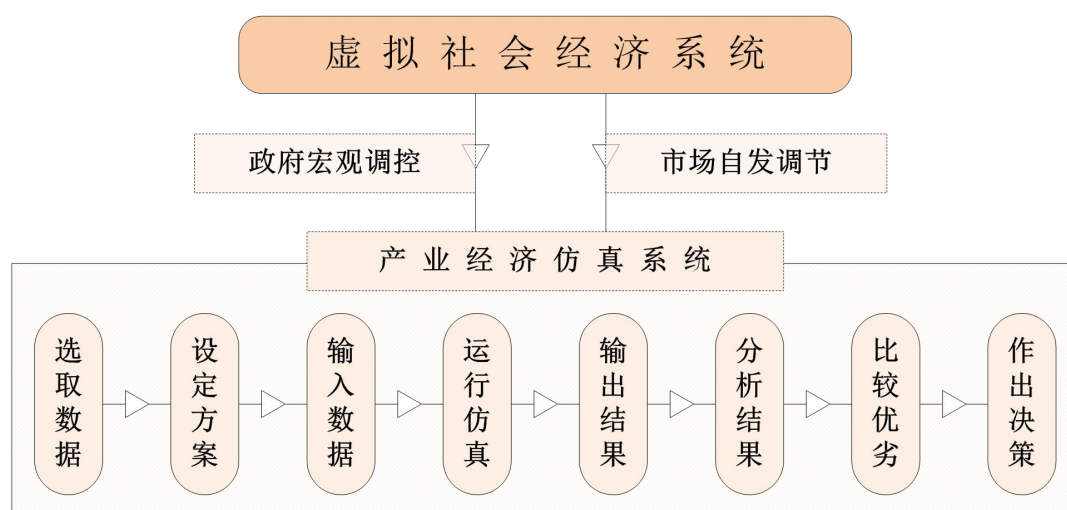 虚拟社会经济系统
政府宏观调控
市场自发调节
产业经济仿真系统
选取数据
设定方案
输入数据
运行仿真
输出结果
分析结果
比较优劣
作出决策